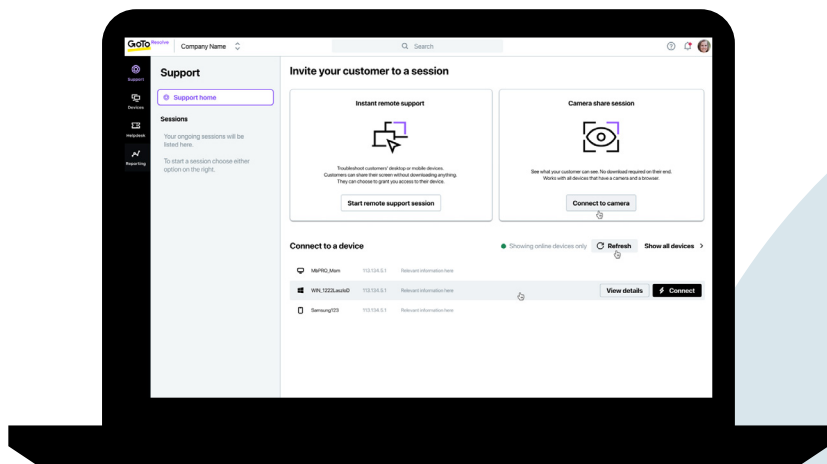 GoTo Resolve
Company Name
Search
Support
Devices
Helpdesk
Reporting
Support
Support home
Sessions
Your ongoing sessions will be
listed here.
To start a session choose either
option on the right.
Invite your customer to a session
Instant remote support
Troubleshoot customers' desktop or mobile devices.
Customers can share their screen without downloading anything.
They can choose to grant you access to their device.
Start remote support session
Camera share session
See what your customer can see. No download required on their end.
Works with all devices that have a camera and a browser.
Connect to camera
Connect to a device
Showing online devices only
Refresh
Show all devices
Relevant information here
Relevant information here
View details
Connect
Samsung123
Relevant information here